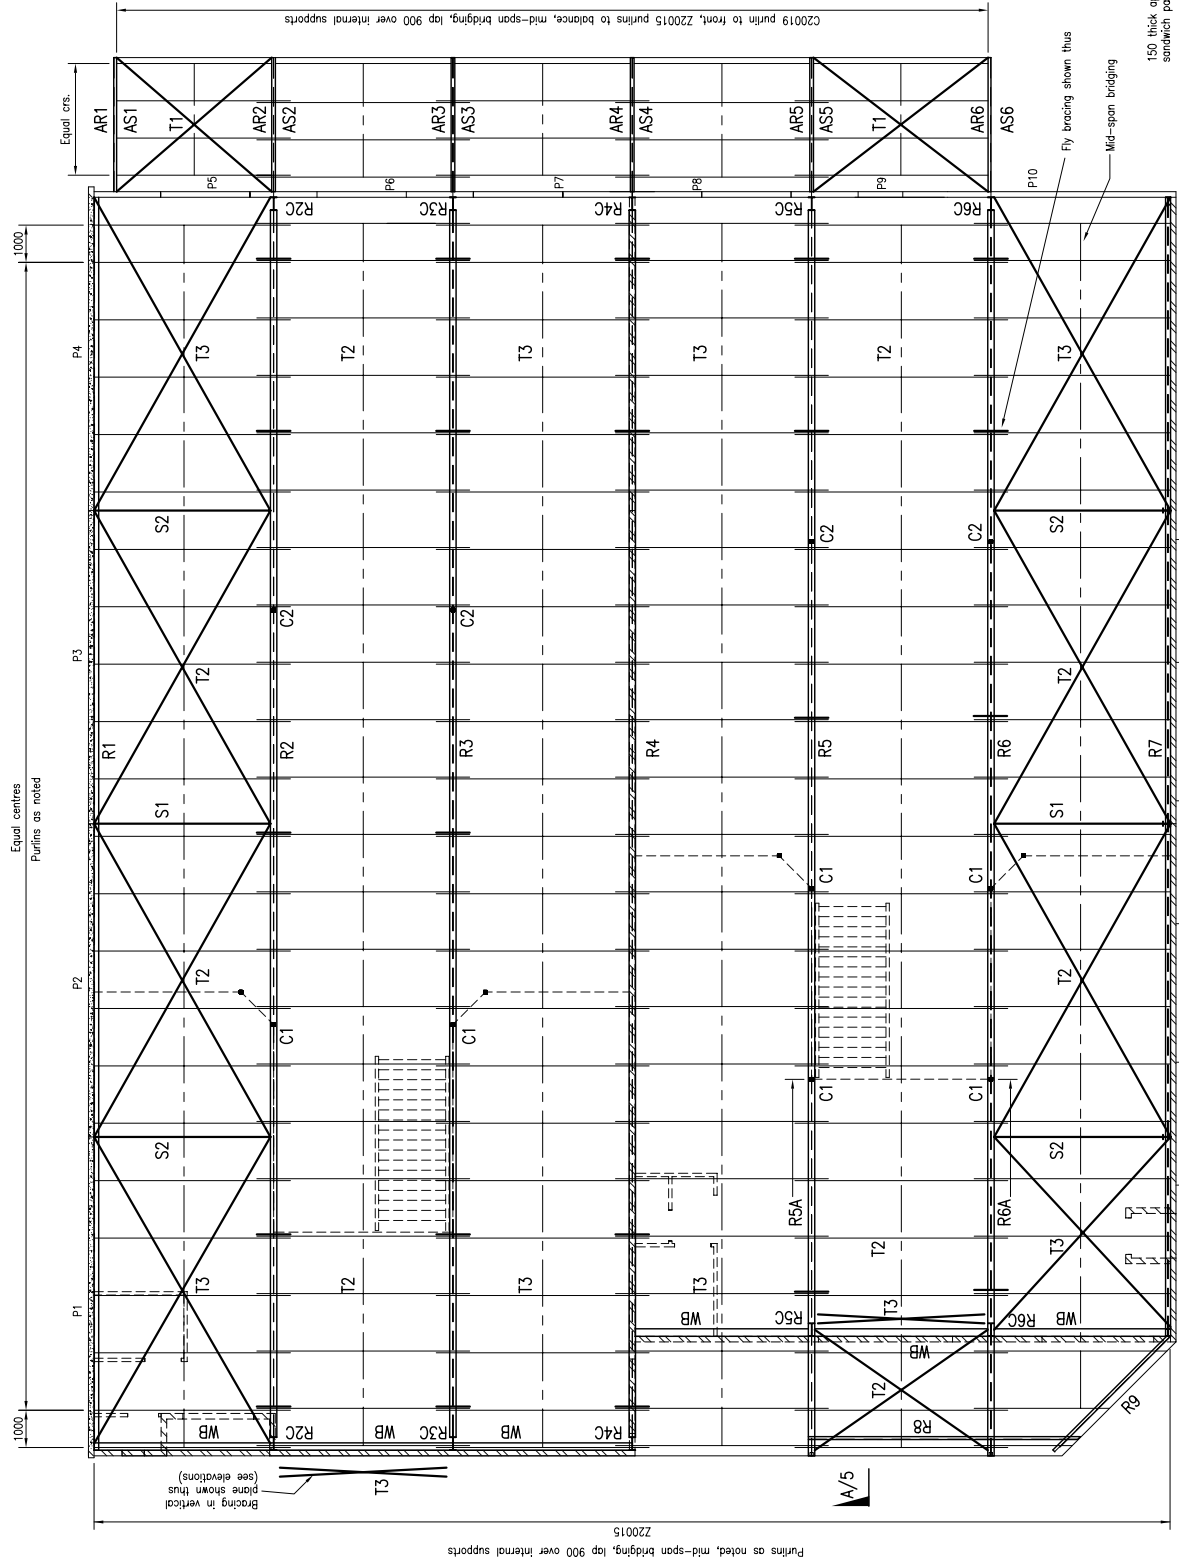 C20019 purlin to front, Z20015 purlins to balance, mid-span bridging, lap 900 over internal supports
Equal crs.
AR1
AS1
T1
AR2
AS2
AR3
AS3
AR4
AS4
AR5
AS5
T1
AR6
AS6
150 thick
sandwich
Fly bracing shown thus
Mid-span bridging
P5
P6
P7
P8
P9
P10
R2C
R3C
R4C
R5C
R6C
1000
P4
T3
T2
T3
T3
T2
T3
S2
C2
C2
S2
C2
C2
P3
T2
T2
Equal centres
Purlins as noted
R1
R2
R3
R4
R5
R6
R7
S1
S1
C1
C1
P2
T2
T2
C1
C1
C1
C1
S2
S2
R5A
R6A
T2
T3
P1
T3
T2
T3
T3
T3
WB
R5C
R6C
WB
WB
T2
1000
WB
R2C
WB
R3C
WB
R4C
R8
R9
Bracing in vertical
plane shown thus
(see elevations)
T3
A/5
Z20015
Purlins as noted, mid-span bridging, lap 900 over internal supports